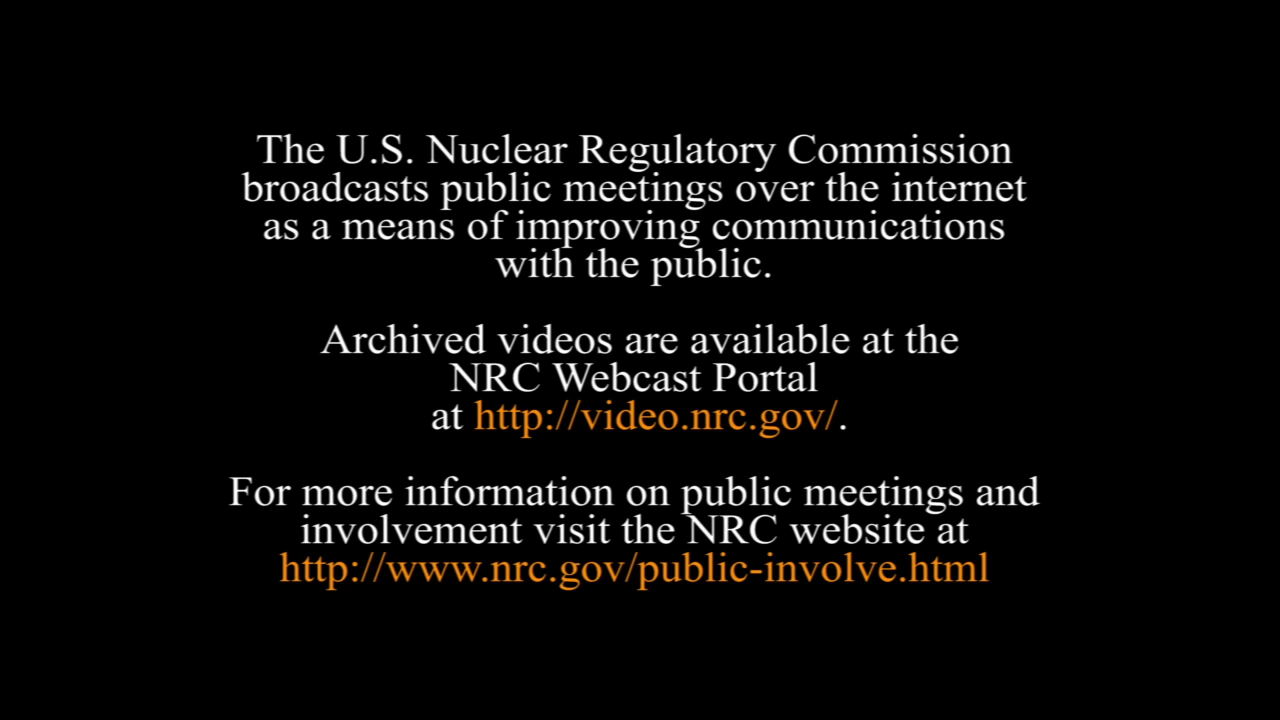 The U.S. Nuclear Regulatory Commission
broadcasts public meetings over the internet
as a means of improving communications
with the public.
Archived videos are available at the
NRC Webcast Portal
at http://video.nrc.gov/.
For more information on public meetings and
involvement visit the NRC website at
http://www.nrc.gov/public-involve.html